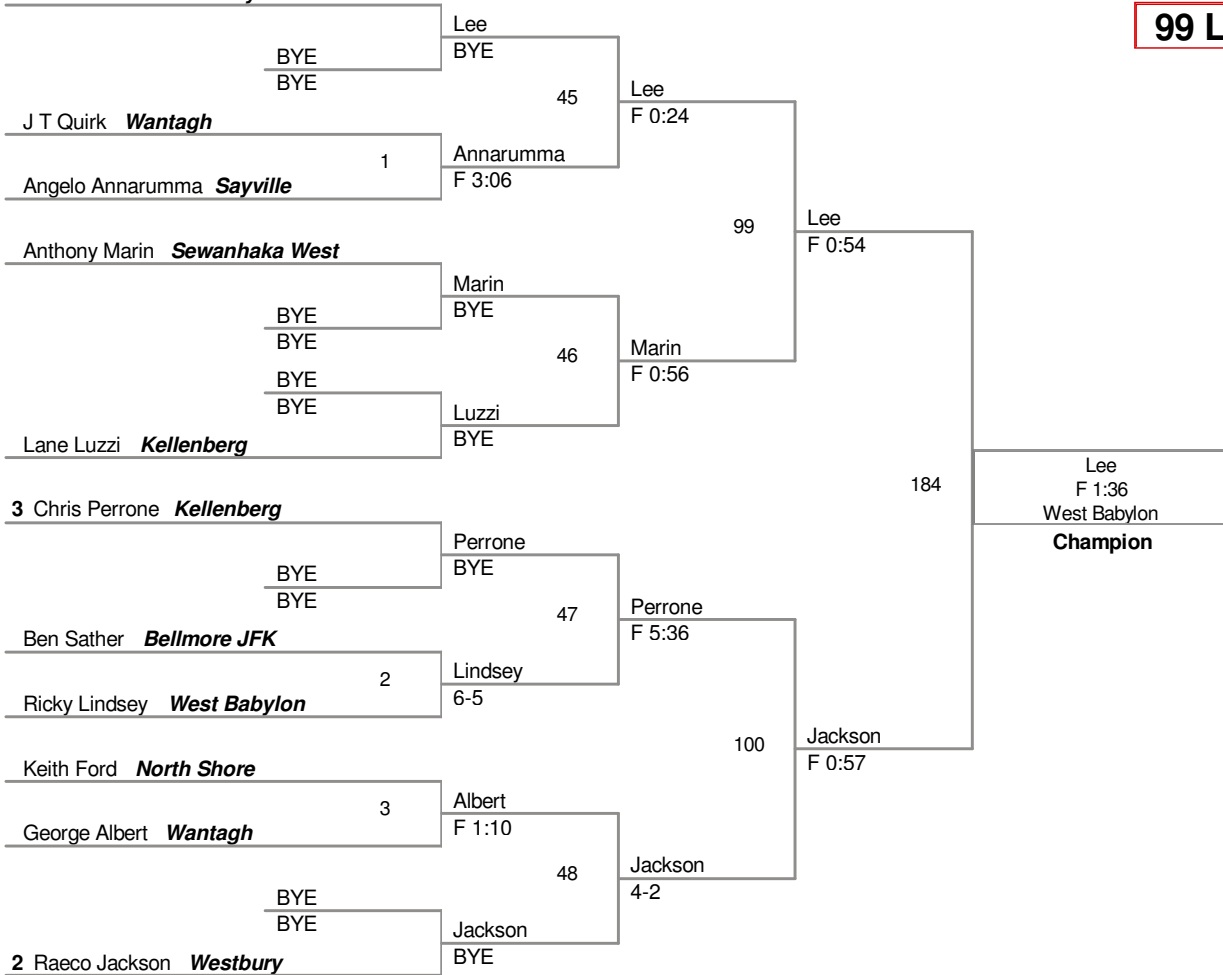 99 L
Lee
BYE
BYE
BYE
45
Lee
F 0:24
J T Quirk Wantagh
1
Annarumma
F 3:06
Angelo Annarumma Sayville
99
Lee
F 0:54
Anthony Marin Sewanhaka West
Marin
BYE
BYE
BYE
46
Marin
F 0:56
BYE
BYE
Luzzi
BYE
Lane Luzzi Kellenberg
184
Lee
F 1:36
West Babylon
Champion
3 Chris Perrone Kellenberg
Perrone
BYE
BYE
BYE
47
Perrone
F 5:36
Ben Sather Bellmore JFK
2
Lindsey
6-5
Ricky Lindsey West Babylon
100
Jackson
F 0:57
Keith Ford North Shore
3
Albert
F 1:10
George Albert Wantagh
48
Jackson
4-2
BYE
BYE
Jackson
BYE
2 Raeco Jackson Westbury